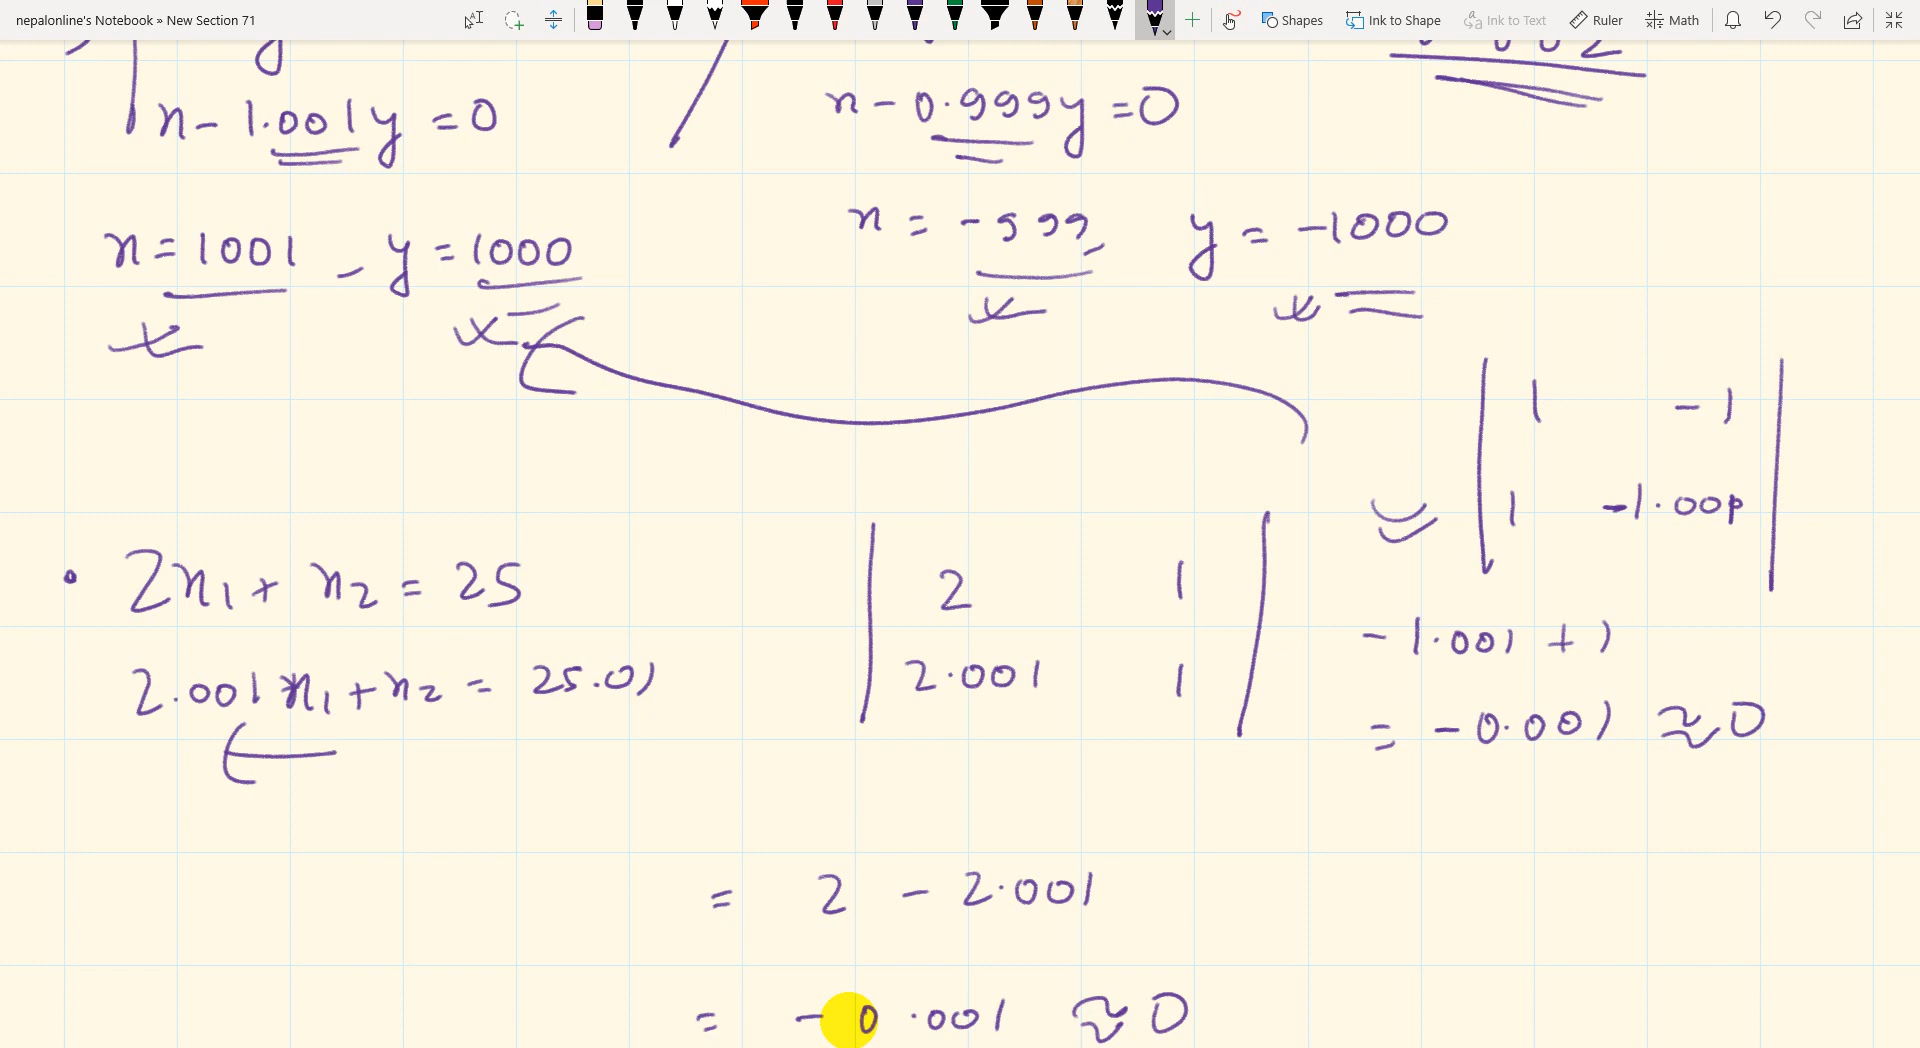 nepalonline's Notebook » New Section 71
Shapes Ink to Shape Ink to Text Ruler Math
x - 1.001y = 0
x - 0.999y = 0
x = 1001, y = 1000
x = -999, y = -1000
| 1 -1 |
| 1 -1.001 |
-1.001 + 1
= -0.001 ≈ 0
• 2x1 + x2 = 25
2.001x1 + x2 = 25.01
| 2 1 |
| 2.001 1 |
= 2 - 2.001
= -0.001 ≈ 0